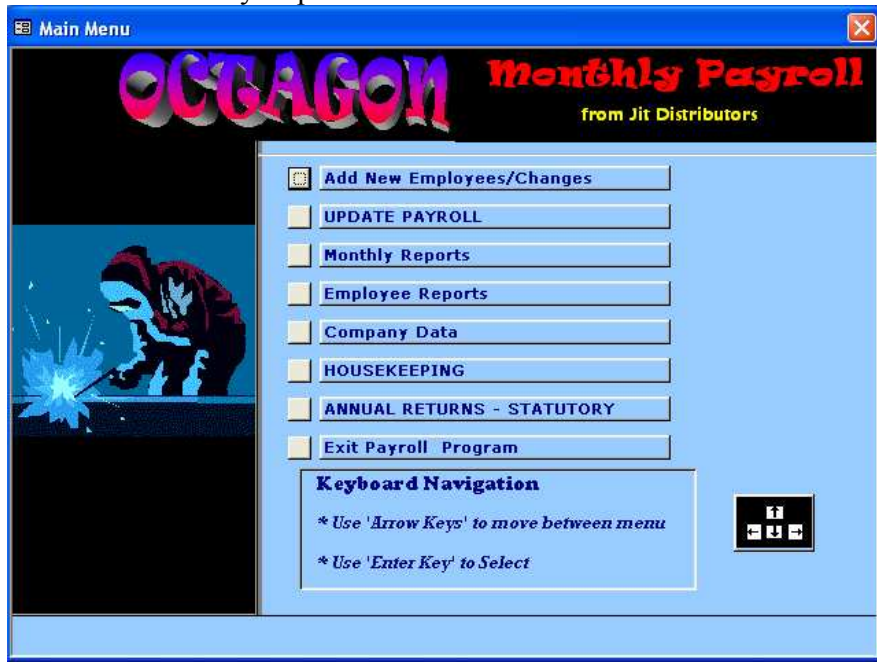 Main Menu
OCTAGON
Monthly Payroll
from Jit Distributors
Add New Employees/Changes
UPDATE PAYROLL
Monthly Reports
Employee Reports
Company Data
HOUSEKEEPING
ANNUAL RETURNS - STATUTORY
Exit Payroll Program
Keyboard Navigation
* Use 'Arrow Keys' to move between menu
* Use 'Enter Key' to Select